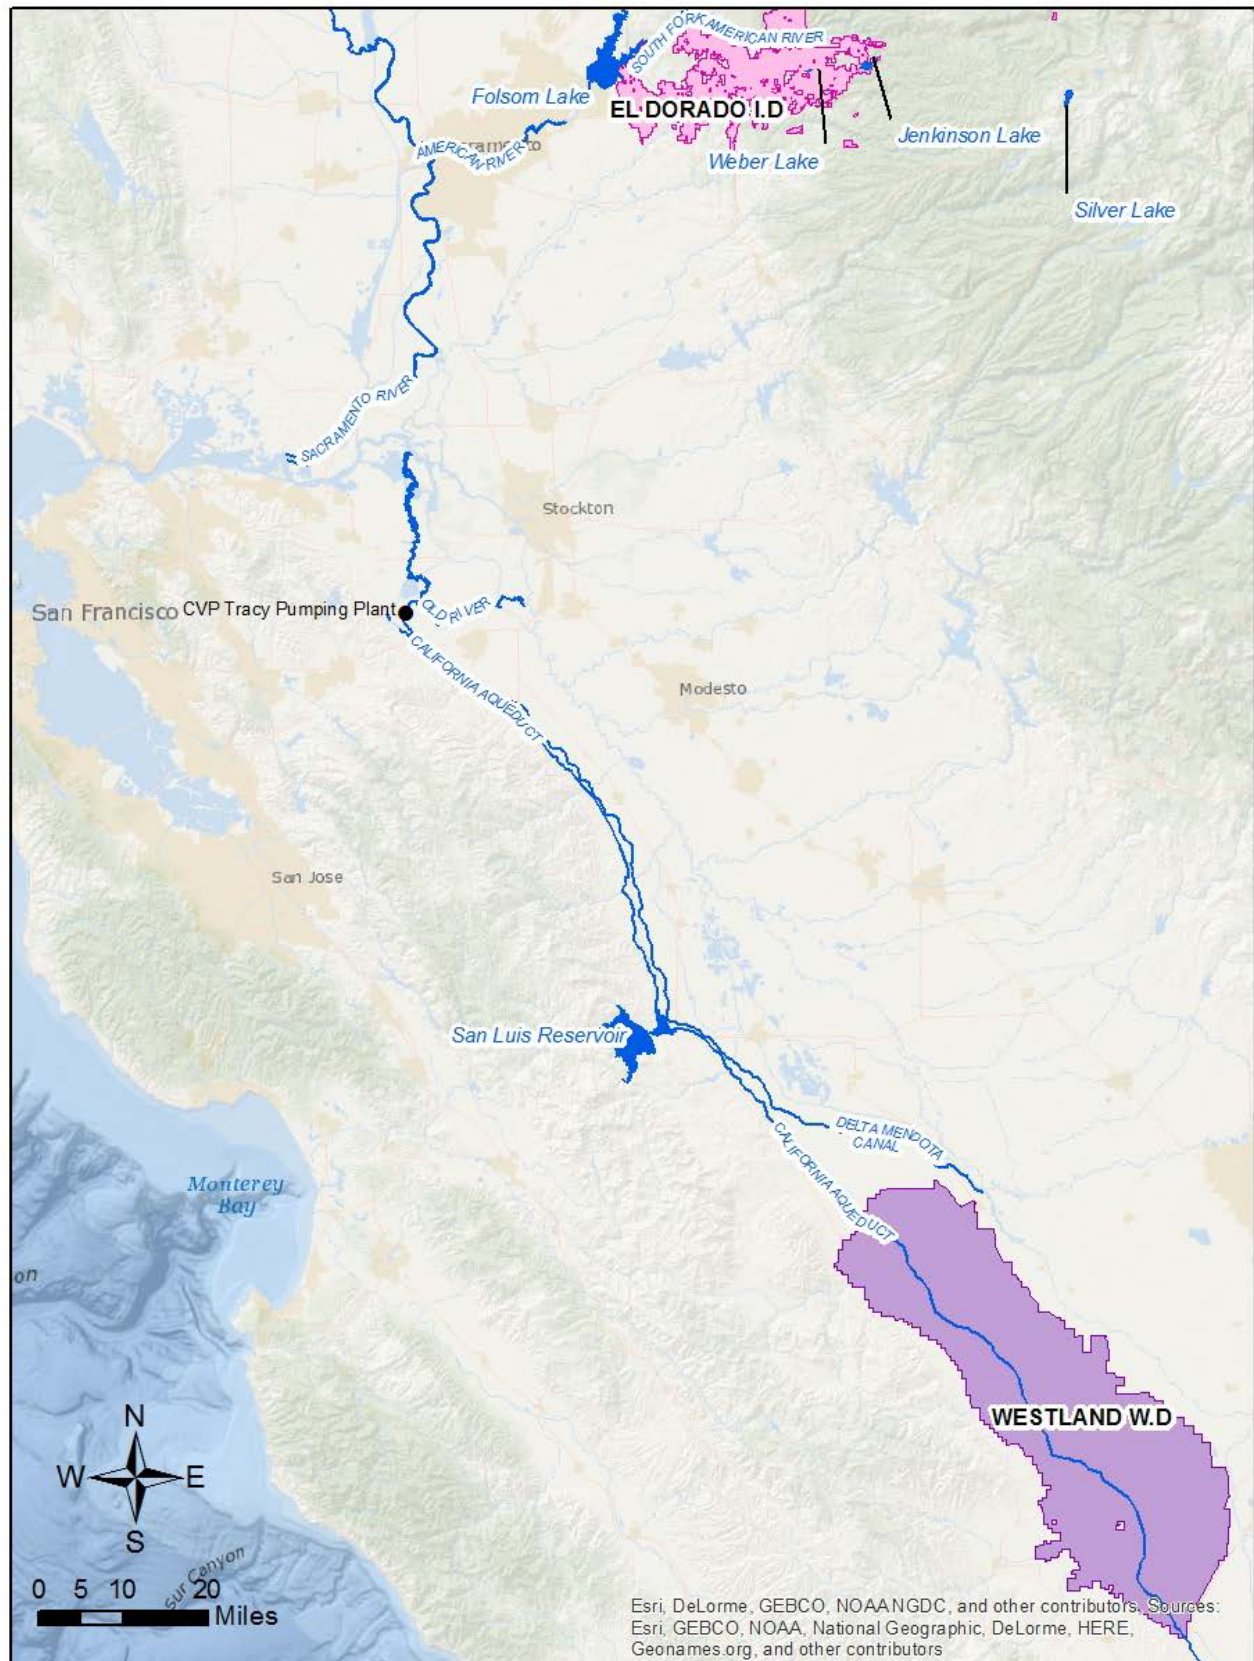 SOUTH FORK AMERICAN RIVER
Folsom Lake
EL DORADO I.D
Jenkinson Lake
AMERICAN RIVER
Weber Lake
Silver Lake
SACRAMENTO RIVER
Stockton
San Francisco
CVP Tracy Pumping Plant
OLD RIVER
CALIFORNIA AQUEDUCT
Modesto
San Jose
San Luis Reservoir
DELTA MENDOTA
CANAL
CALIFORNIA AQUEDUCT
Monterey
Bay
on
WESTLAND W.D
N
W
E
S
Sur Canyon
0 5 10 20
Miles
Esri, DeLorme, GEBCO, NOAA NGDC, and other contributors. Sources:
Esri, GEBCO, NOAA, National Geographic, DeLorme, HERE,
Geonames.org, and other contributors